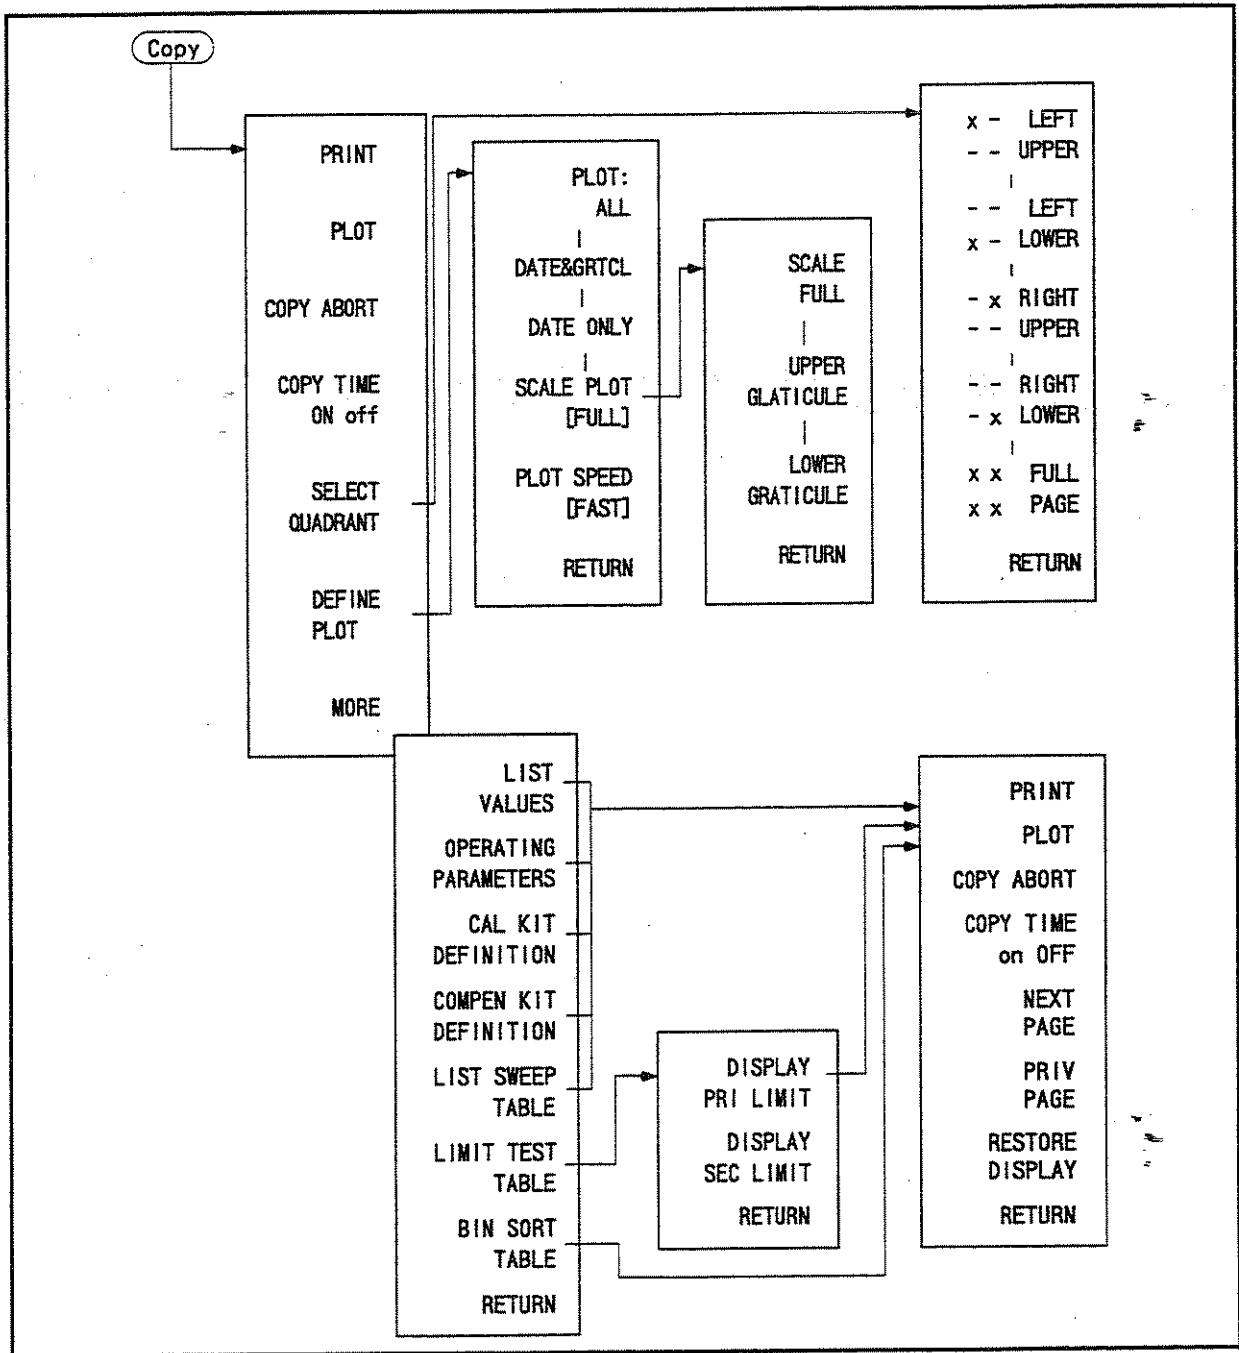 Copy
PRINT
PLOT
COPY ABORT
COPY TIME
ON off
SELECT
QUADRANT
DEFINE
PLOT
MORE
PLOT:
ALL
DATE&GRTCL
DATE ONLY
SCALE PLOT
[FULL]
PLOT SPEED
[FAST]
RETURN
SCALE
FULL
UPPER
GLATICULE
LOWER
GRATICULE
RETURN
x - LEFT
- - UPPER
- - LEFT
x - LOWER
- x RIGHT
- - UPPER
- - RIGHT
- x LOWER
x x FULL
x x PAGE
RETURN
LIST
VALUES
OPERATING
PARAMETERS
CAL KIT
DEFINITION
COMPEN KIT
DEFINITION
LIST SWEEP
TABLE
LIMIT TEST
TABLE
BIN SORT
TABLE
RETURN
DISPLAY
PRI LIMIT
DISPLAY
SEC LIMIT
RETURN
PRINT
PLOT
COPY ABORT
COPY TIME
on OFF
NEXT
PAGE
PRIV
PAGE
RESTORE
DISPLAY
RETURN